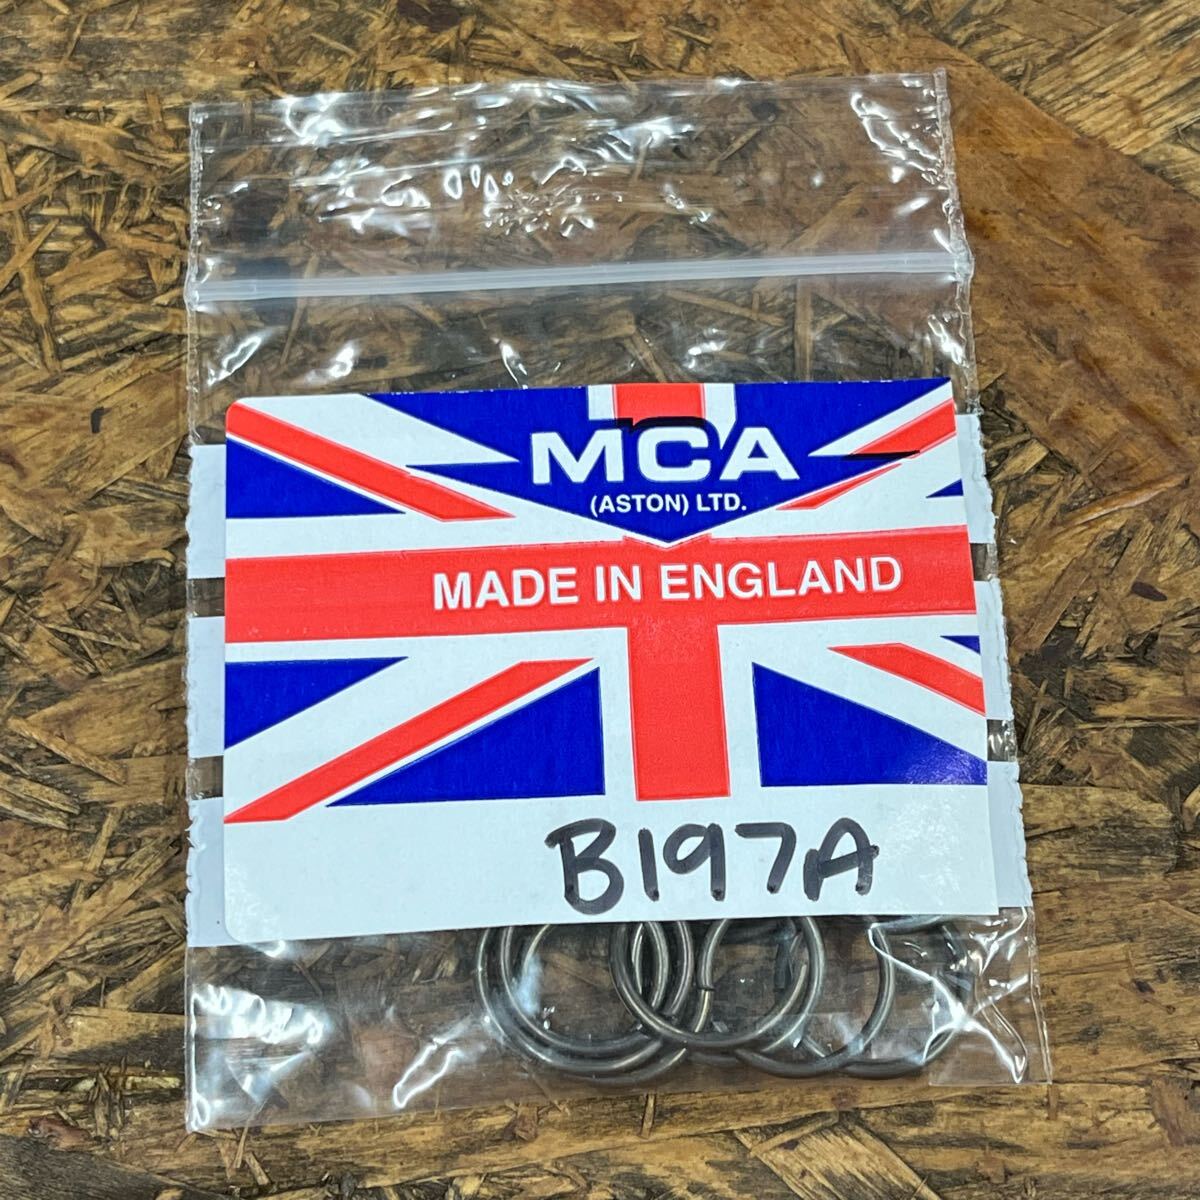 MCA
(ASTON) LTD.
MADE IN ENGLAND
B197A